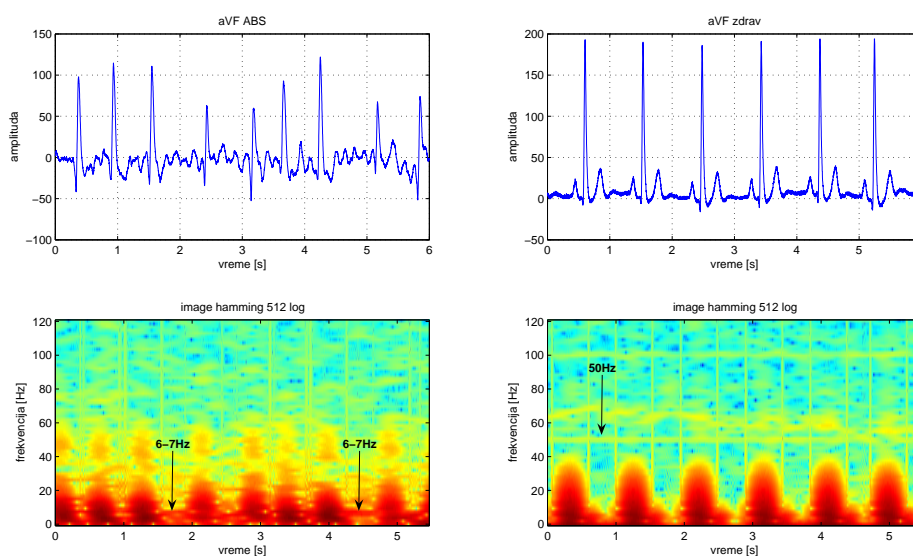 aVF ABS
150
100
50
0
−50
−100
amplituda
0 1 2 3 4 5 6
vreme [s]
aVF zdrav
200
150
100
50
0
−50
amplituda
0 1 2 3 4 5
vreme [s]
image hamming 512 log
120
100
80
60
40
20
0
frekvencija [Hz]
6−7Hz 6−7Hz
0 1 2 3 4 5
vreme [s]
image hamming 512 log
120
100
80
60
40
20
0
frekvencija [Hz]
50Hz
0 1 2 3 4 5
vreme [s]